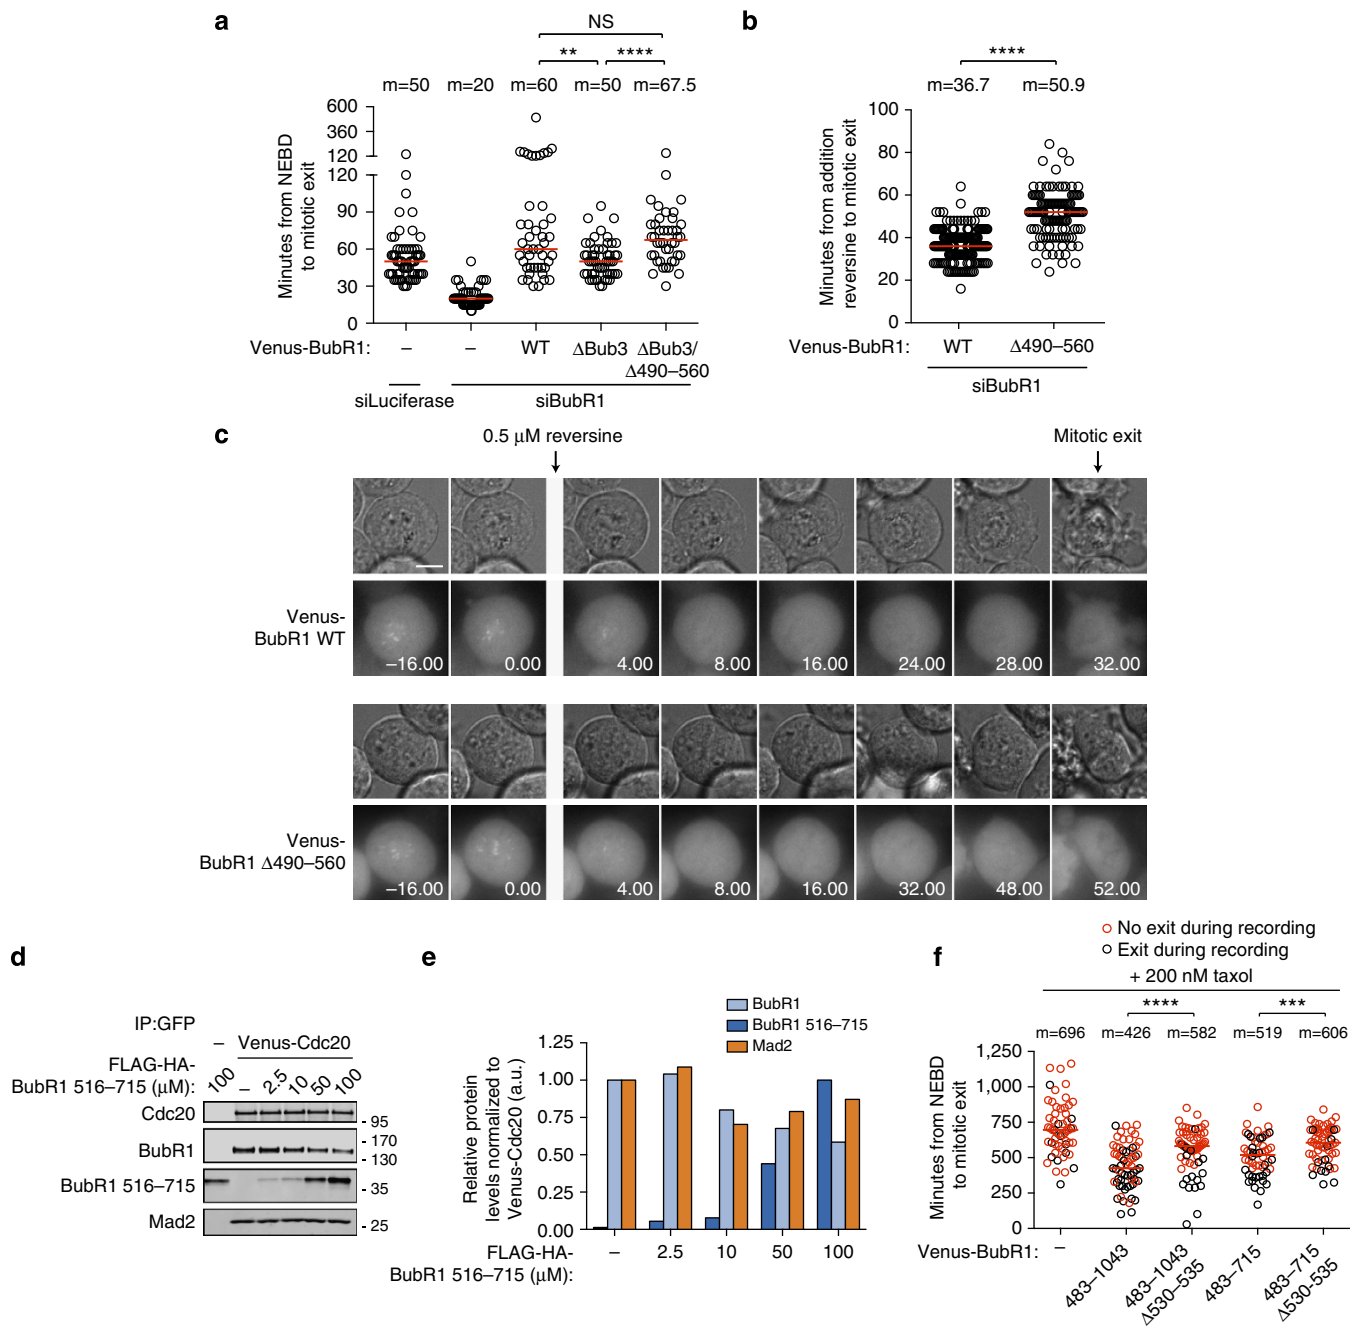 a
NS
** ****
m=50 m=20 m=60 m=50 m=67.5
600
360
120
120
90
60
30
0
Minutes from NEBD
to mitotic exit
Venus-BubR1: – – WT ΔBub3 ΔBub3/
Δ490–560
siLuciferase siBubR1
b
****
m=36.7 m=50.9
100
80
60
40
20
0
Minutes from addition
reversine to mitotic exit
Venus-BubR1: WT Δ490–560
siBubR1
c
0.5 μM reversine Mitotic exit
Venus-
BubR1 WT
–16.00 0.00 4.00 8.00 16.00 24.00 28.00 32.00
Venus-
BubR1 Δ490–560
–16.00 0.00 4.00 8.00 16.00 32.00 48.00 52.00
d
IP:GFP
– Venus-Cdc20
FLAG-HA-
BubR1 516–715 (μM): 100 – 2.5 10 50 100
Cdc20
- 95
BubR1
- 170
- 130
BubR1 516–715
- 35
Mad2
- 25
e
BubR1
BubR1 516–715
Mad2
1.25
1.00
0.75
0.50
0.25
0.00
Relative protein
levels normalized to
Venus-Cdc20 (a.u.)
FLAG-HA-
BubR1 516–715 (μM): – 2.5 10 50 100
f
No exit during recording
Exit during recording
+ 200 nM taxol
**** ***
m=696 m=426 m=582 m=519 m=606
1,250
1,000
750
500
250
0
Minutes from NEBD
to mitotic exit
Venus-BubR1: –
483–1043
483–1043
Δ530–535
483–715
483–715
Δ530-535